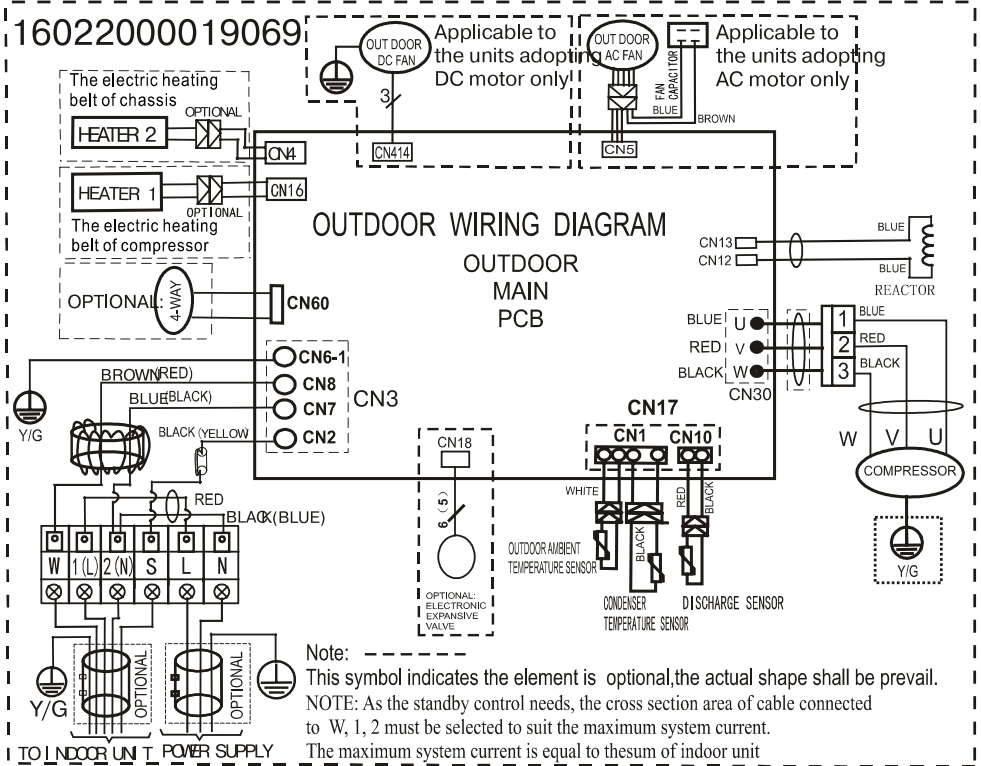 16022000019069
OUT DOOR
DC FAN
Applicable to
the units adopting
DC motor only
3
CN414
OUT DOOR
AC FAN
FAN
CAPACITOR
BLUE
BROWN
CN5
Applicable to
the units adopting
AC motor only
The electric heating
belt of chassis
OPTIONAL
HEATER 2
CN4
HEATER 1
CN16
OPTIONAL
The electric heating
belt of compressor
OPTIONAL:
4-WAY
CN60
OUTDOOR WIRING DIAGRAM
OUTDOOR
MAIN
PCB
CN13
CN12
BLUE
BLUE
REACTOR
BLUE U
RED V
BLACK W
CN30
1 BLUE
2 RED
3 BLACK
W V U
COMPRESSOR
Y/G
CN6-1
CN8
CN7
CN2
CN3
BROWN(RED)
BLUE(BLACK)
BLACK(YELLOW)
Y/G
RED
BLACK(BLUE)
W 1(L) 2(N) S L N
CN18
6 (5)
OPTIONAL:
ELECTRONIC
EXPANSIVE
VALVE
CN17
CN1 CN10
WHITE
BLACK
RED
BLACK
OUTDOOR AMBIENT
TEMPERATURE SENSOR
CONDENSER
TEMPERATURE SENSOR
DISCHARGE SENSOR
Y/G
OPTIONAL
OPTIONAL
TO INDOOR UNIT POWER SUPPLY
Note: – – – – – –
This symbol indicates the element is optional,the actual shape shall be prevail.
NOTE: As the standby control needs, the cross section area of cable connected
to W, 1, 2 must be selected to suit the maximum system current.
The maximum system current is equal to thesum of indoor unit